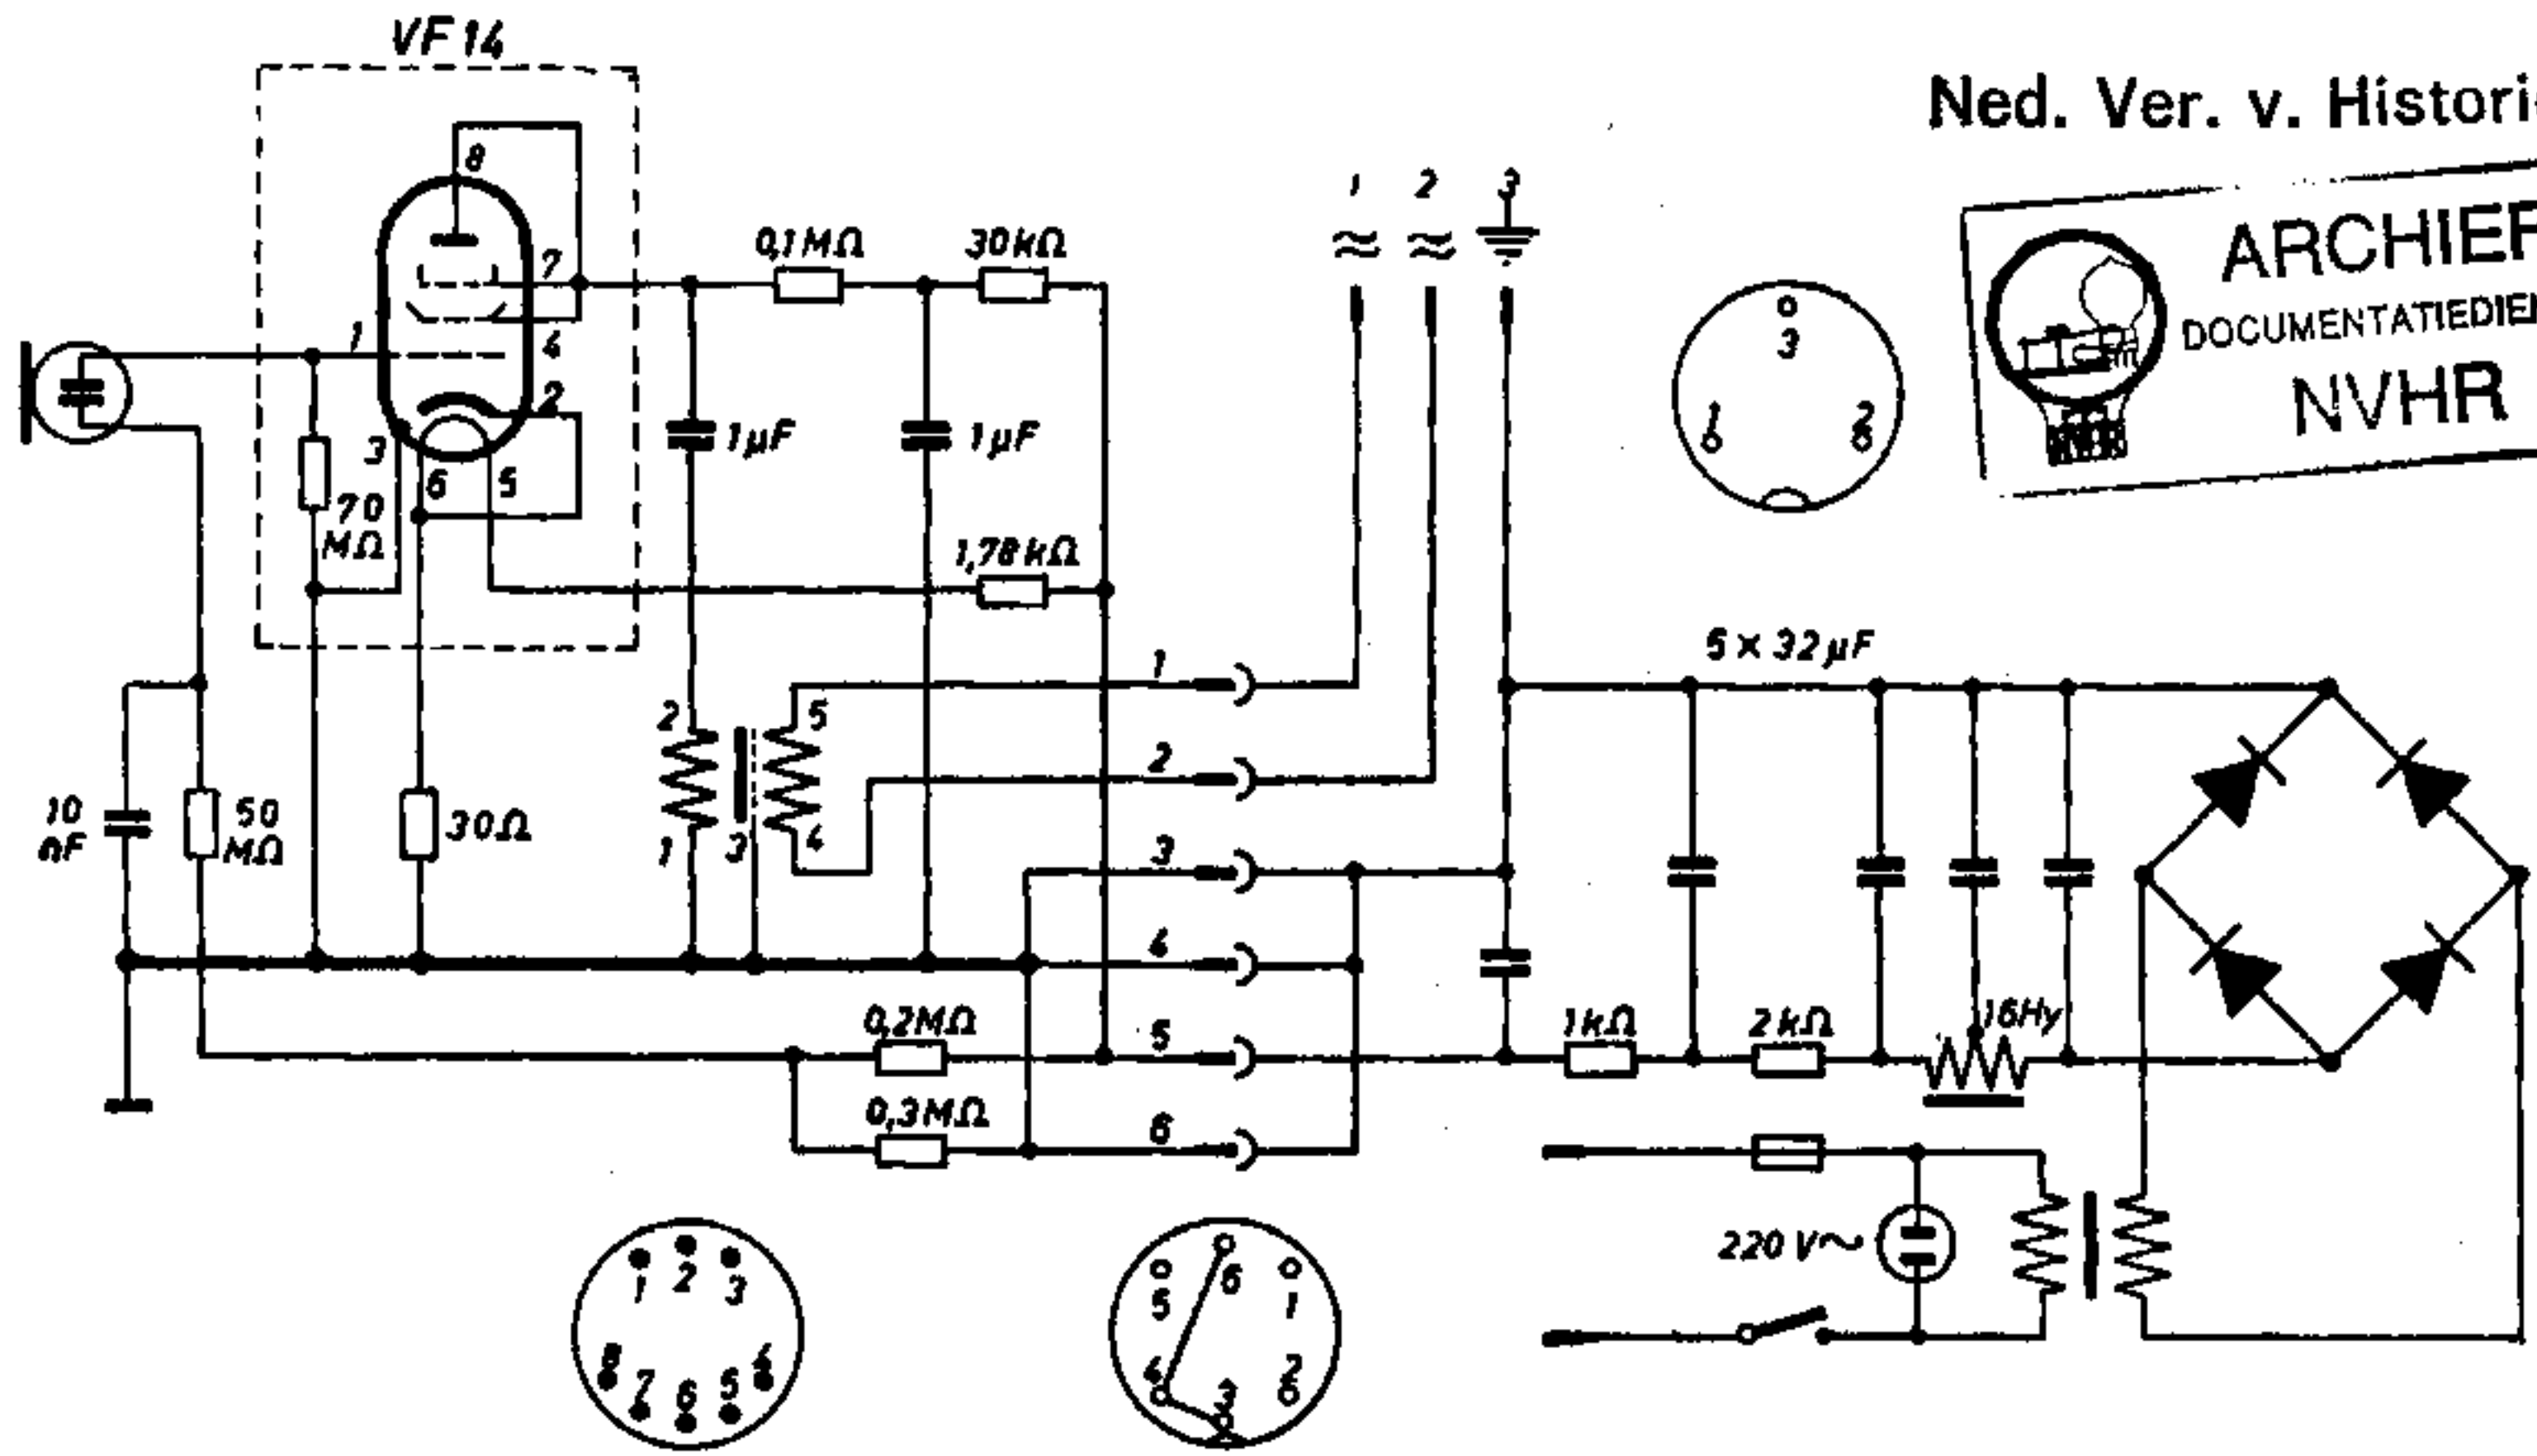 VF 14
Ned. Ver. v. Histori
ARCHIEF
DOCUMENTATIEDIEN
NVHR
8
7
4
1
2
3
6
5
70
MΩ
0,1MΩ
30kΩ
1µF
1µF
1,78kΩ
1
2
3
3
1
2
10
nF
50
MΩ
30Ω
2
1
3
5
4
1
2
3
4
5
6
0,2MΩ
0,3MΩ
5 × 32µF
1kΩ
2kΩ
16Hy
220 V~
1
2
3
4
5
6
7
8
6
1
2
3
4
5